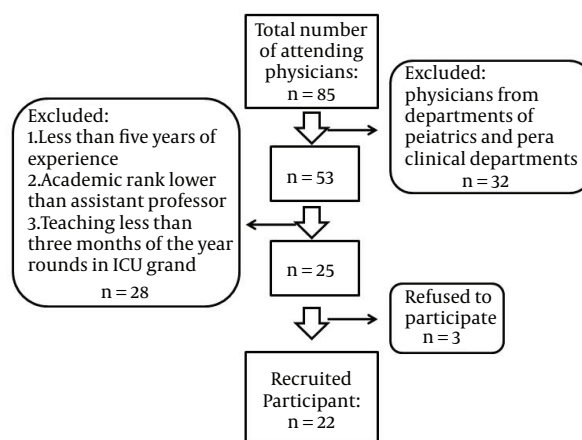 Total number
of attending
physicians:
n = 85
Excluded:
physicians from
departments of
peiatrics and pera
clinical departments
n = 32
Excluded:
1.Less than five years of
experience
2.Academic rank lower
than assistant professor
3.Teaching less than
three months of the year
rounds in ICU grand
n = 28
n = 53
n = 25
Refused to
participate
n = 3
Recruited
Participant:
n = 22